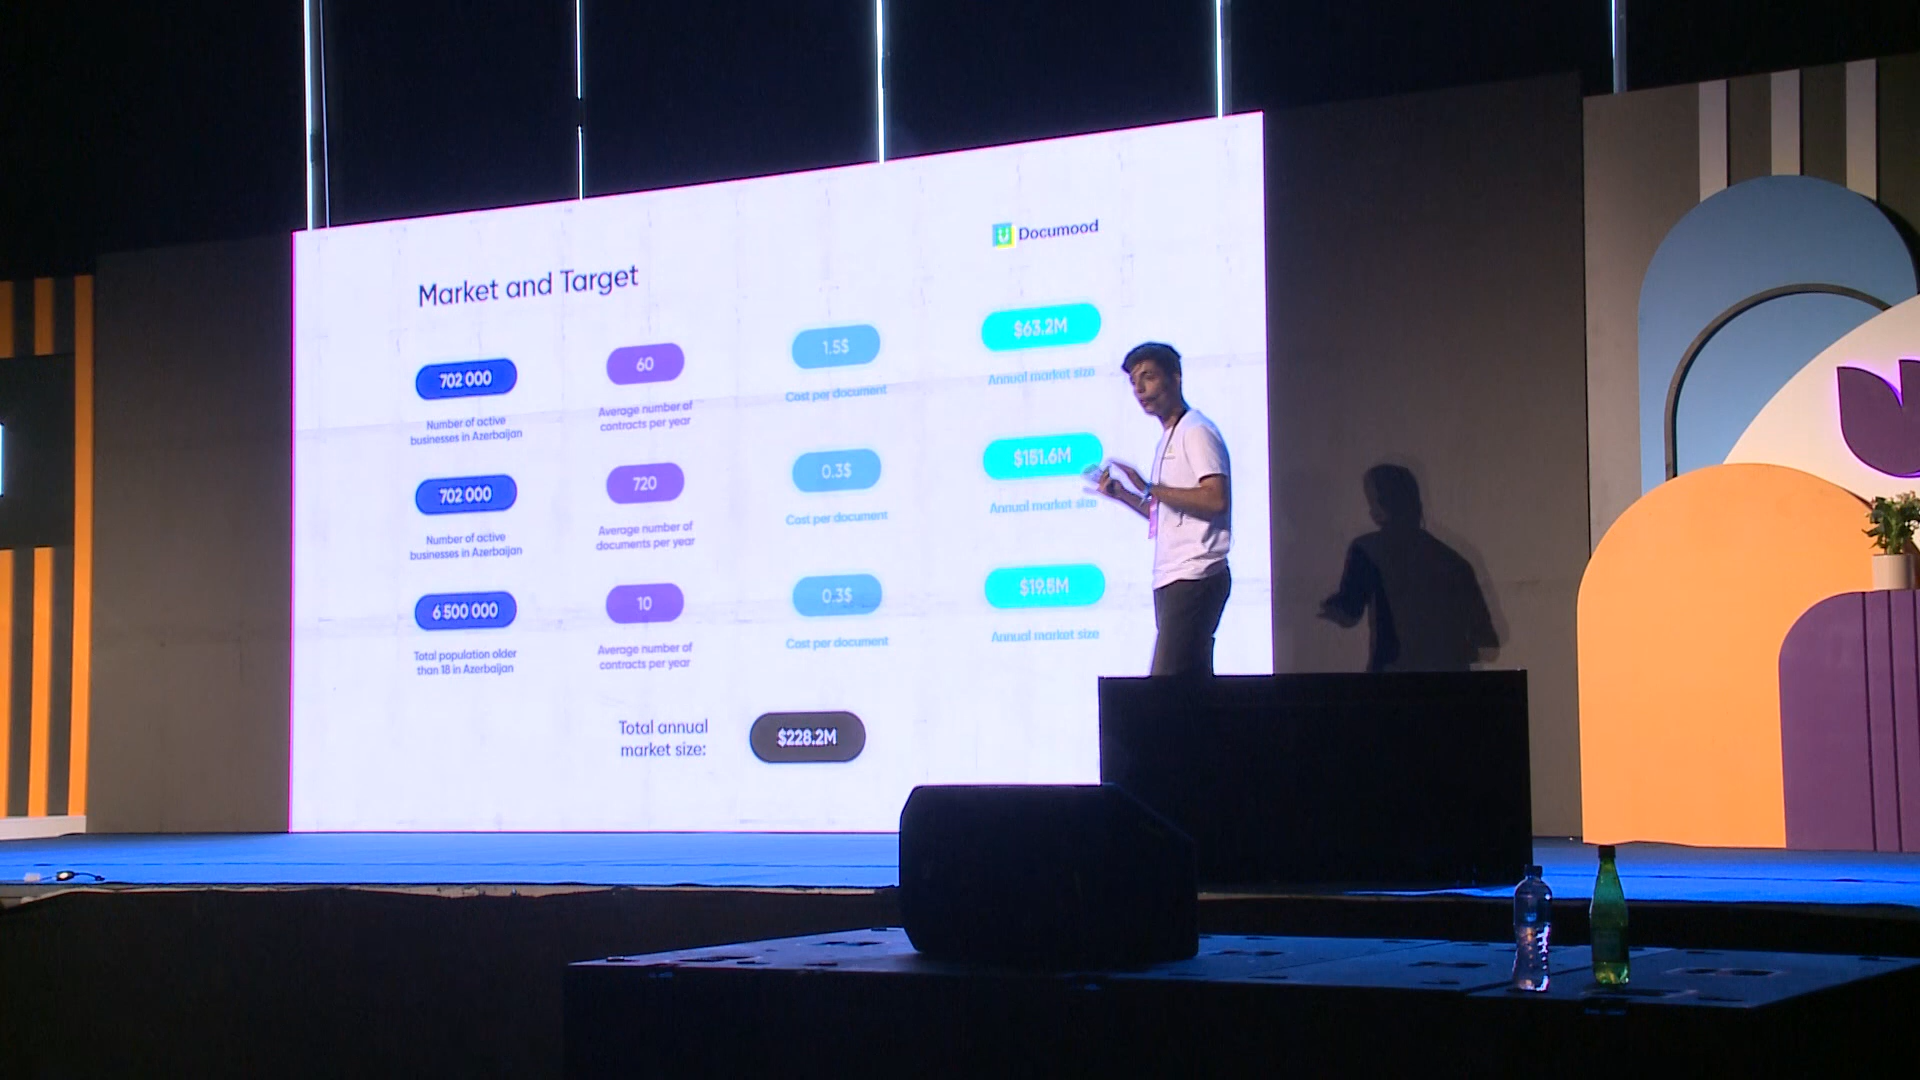 Documood
Market and Target
702 000
60
1.5$
$63.2M
Number of active
businesses in Azerbaijan
Average number of
contracts per year
Cost per document
Annual market size
702 000
720
0.3$
$151.6M
Number of active
businesses in Azerbaijan
Average number of
documents per year
Cost per document
Annual market size
6 500 000
10
0.3$
$19.5M
Total population older
than 18 in Azerbaijan
Average number of
contracts per year
Cost per document
Annual market size
Total annual
market size:
$228.2M